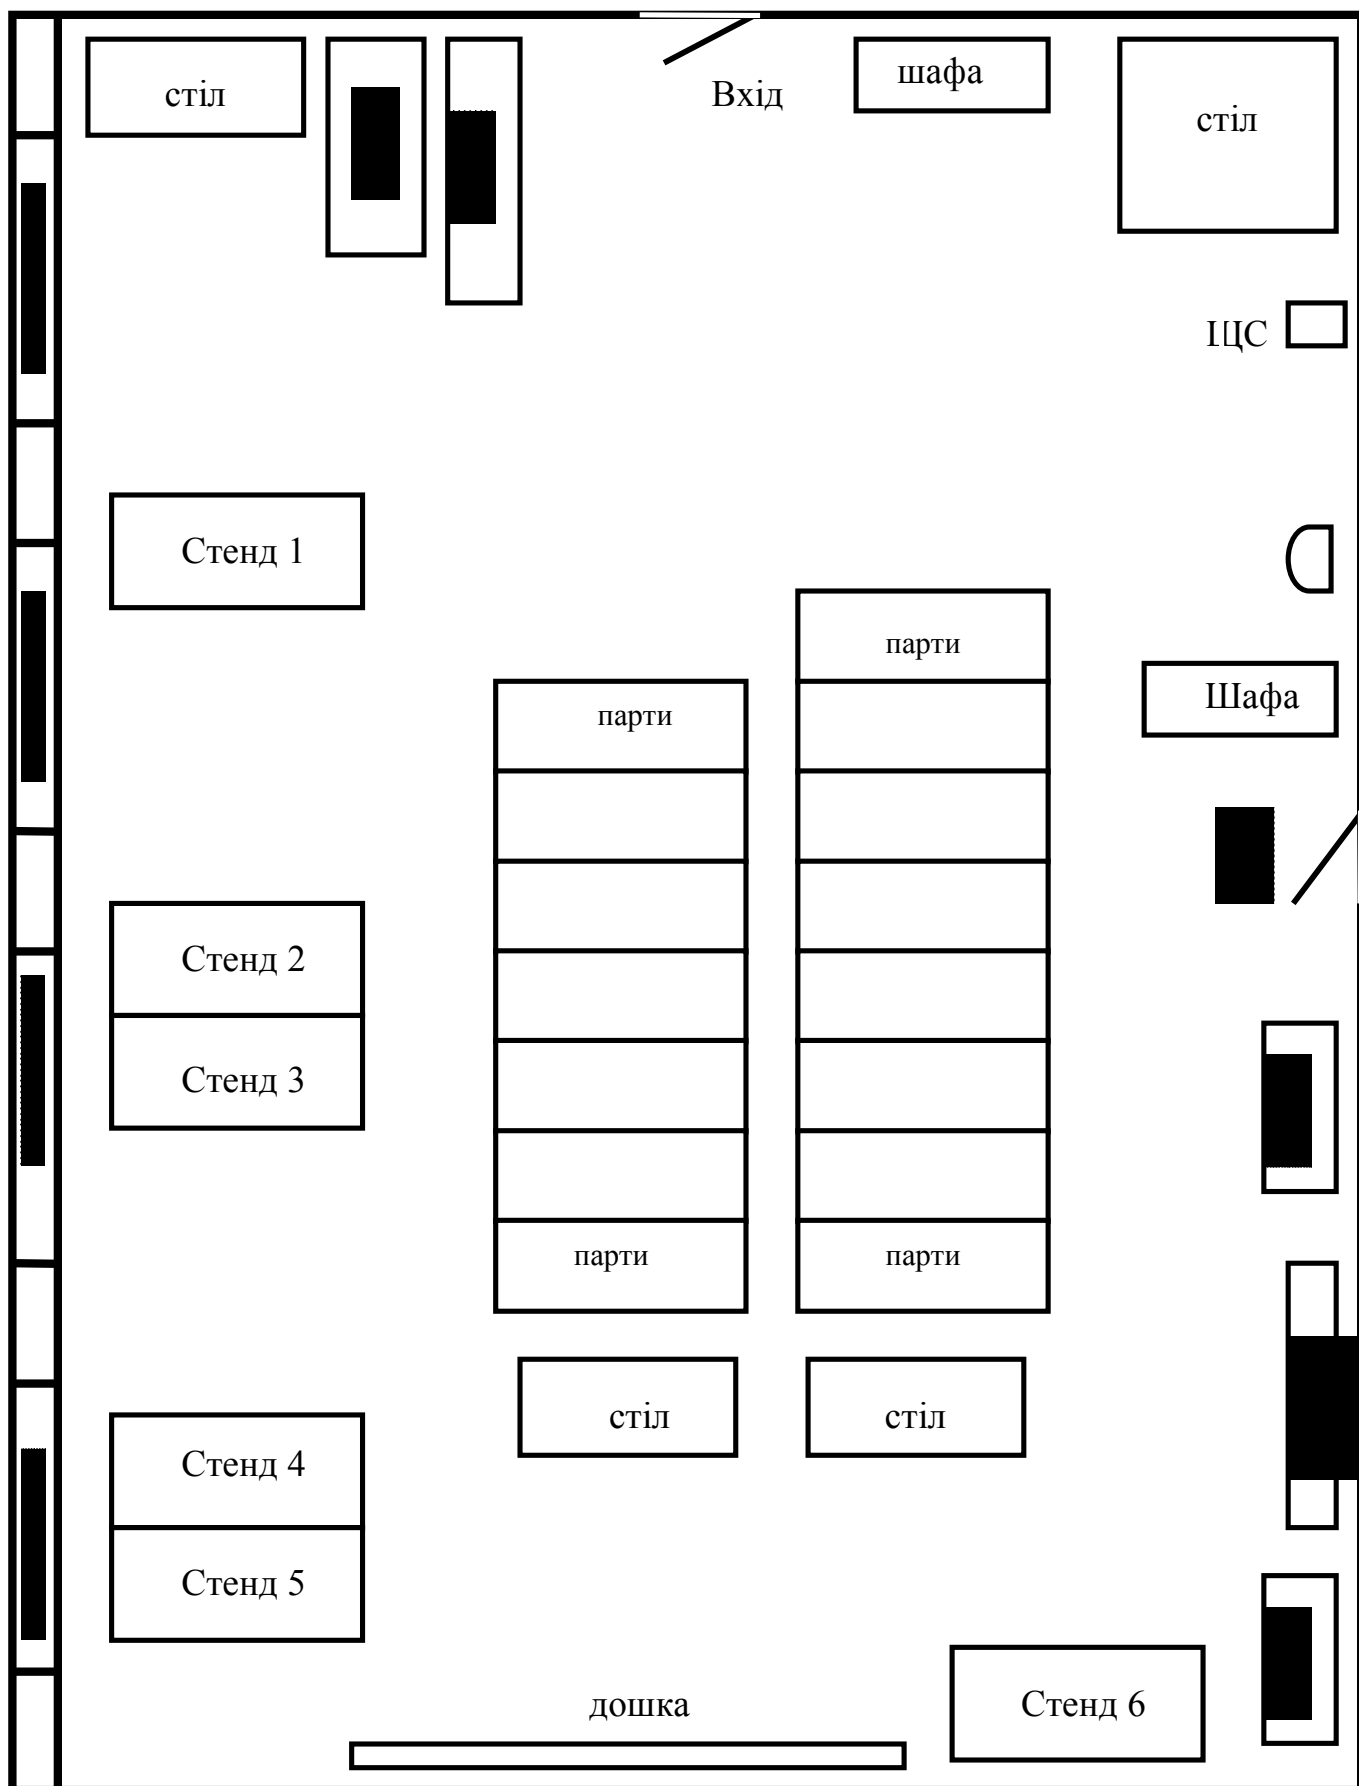 стіл
Вхід
шафа
стіл
ІЦС
Стенд 1
парти
парти
Шафа
Стенд 2
Стенд 3
парти
парти
стіл
стіл
Стенд 4
Стенд 5
дошка
Стенд 6